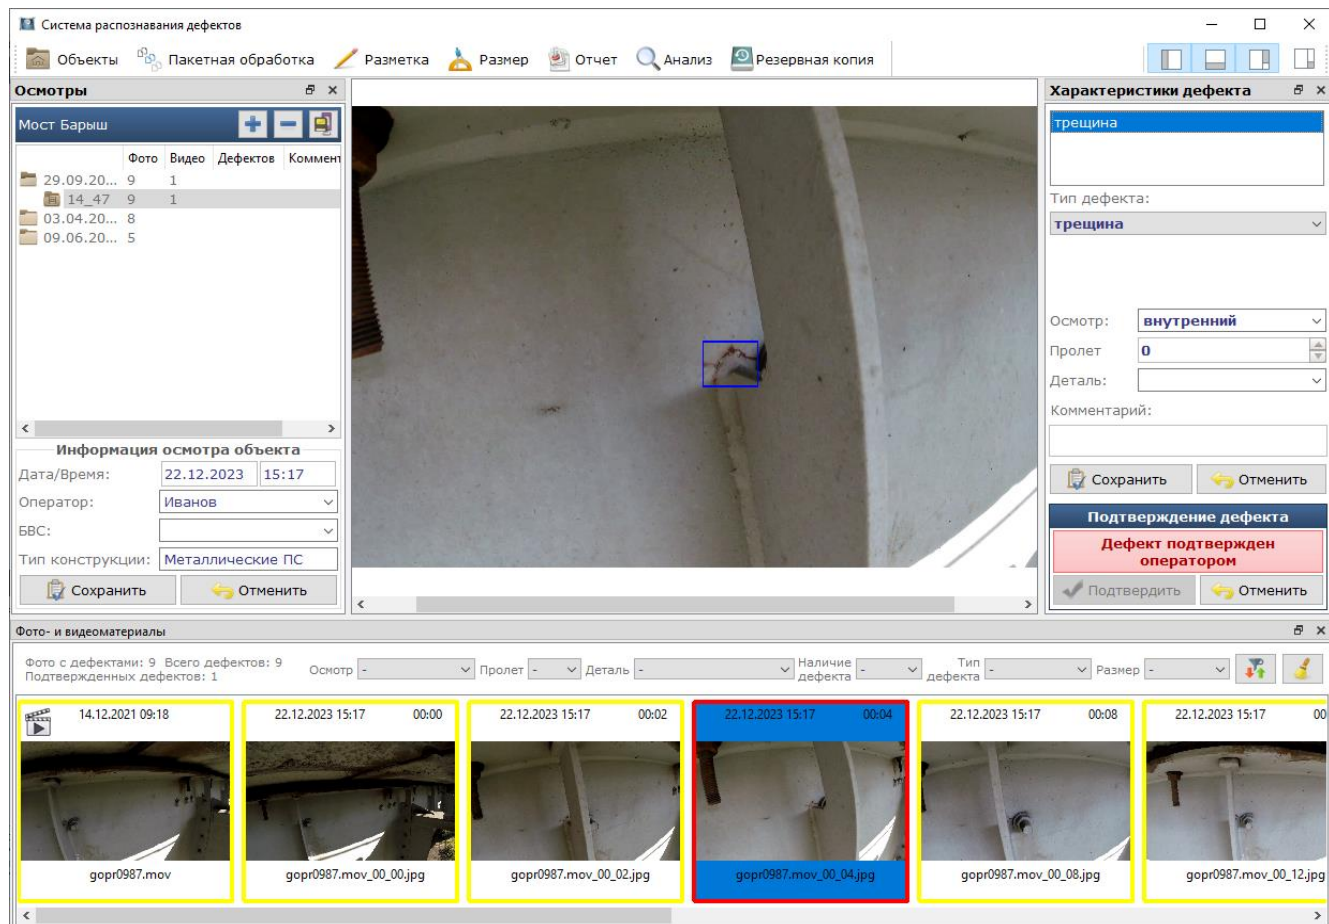 Система распознавания дефектов
Объекты Пакетная обработка Разметка Размер Отчет Анализ Резервная копия
Осмотры
Мост Барыш
Фото Видео Дефектов Коммент
29.09.20... 9 1
14_47 9 1
03.04.20... 8
09.06.20... 5
Информация осмотра объекта
Дата/Время: 22.12.2023 15:17
Оператор: Иванов
БВС:
Тип конструкции: Металлические ПС
Сохранить Отменить
Характеристики дефекта
трещина
Тип дефекта:
трещина
Осмотр: внутренний
Пролет 0
Деталь:
Комментарий:
Сохранить Отменить
Подтверждение дефекта
Дефект подтвержден
оператором
Подтвердить Отменить
Фото- и видеоматериалы
Фото с дефектами: 9 Всего дефектов: 9
Подтвержденных дефектов: 1
Осмотр - Пролет - Деталь - Наличие дефекта - Тип дефекта - Размер -
14.12.2021 09:18
gopr0987.mov
22.12.2023 15:17 00:00
gopr0987.mov_00_00.jpg
22.12.2023 15:17 00:02
gopr0987.mov_00_02.jpg
22.12.2023 15:17 00:04
gopr0987.mov_00_04.jpg
22.12.2023 15:17 00:08
gopr0987.mov_00_08.jpg
22.12.2023 15:17 00
gopr0987.mov_00_12.jpg